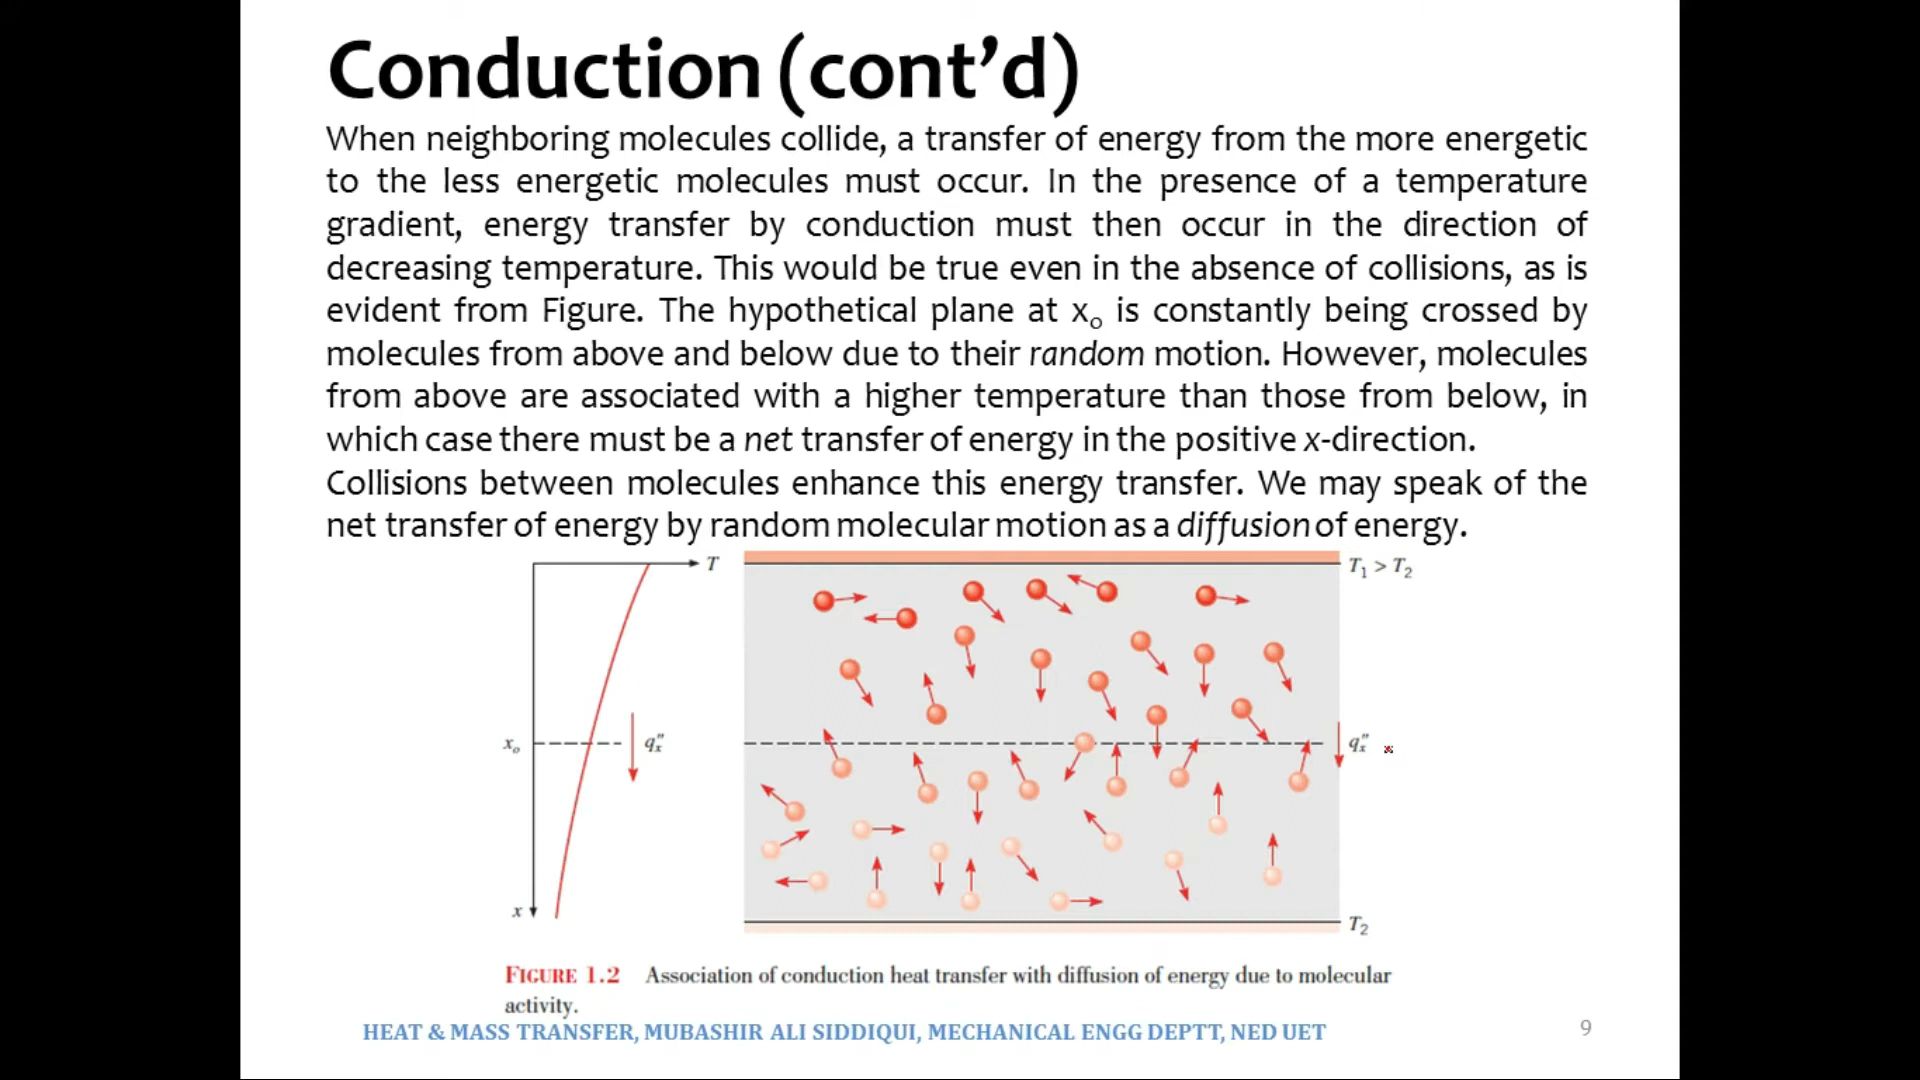 Conduction (cont’d)
When neighboring molecules collide, a transfer of energy from the more energetic
to the less energetic molecules must occur. In the presence of a temperature
gradient, energy transfer by conduction must then occur in the direction of
decreasing temperature. This would be true even in the absence of collisions, as is
evident from Figure. The hypothetical plane at xo is constantly being crossed by
molecules from above and below due to their random motion. However, molecules
from above are associated with a higher temperature than those from below, in
which case there must be a net transfer of energy in the positive x-direction.
Collisions between molecules enhance this energy transfer. We may speak of the
net transfer of energy by random molecular motion as a diffusion of energy.
T
T1 > T2
xo
q″x
q″x
x
T2
FIGURE 1.2 Association of conduction heat transfer with diffusion of energy due to molecular
activity.
HEAT & MASS TRANSFER, MUBASHIR ALI SIDDIQUI, MECHANICAL ENGG DEPTT, NED UET
9